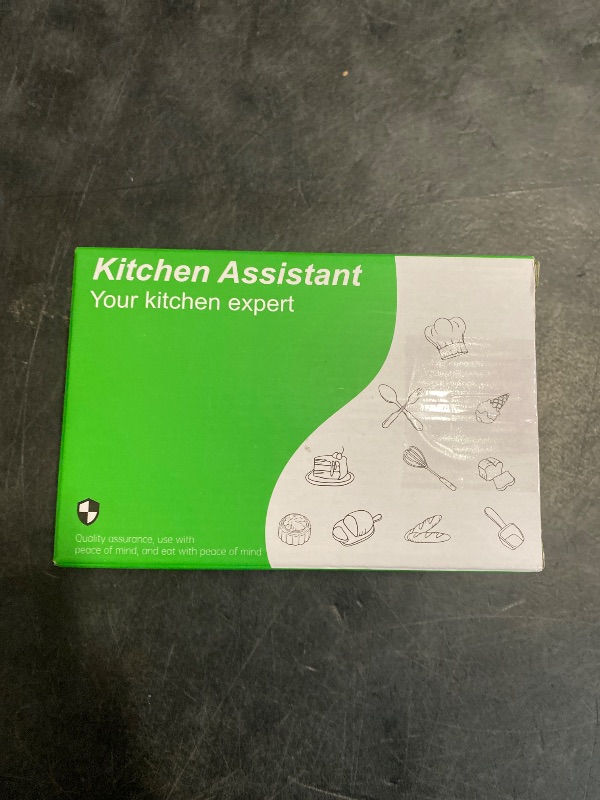 Kitchen Assistant
Your kitchen expert
Quality assurance, use with
peace of mind, and eat with peace of mind